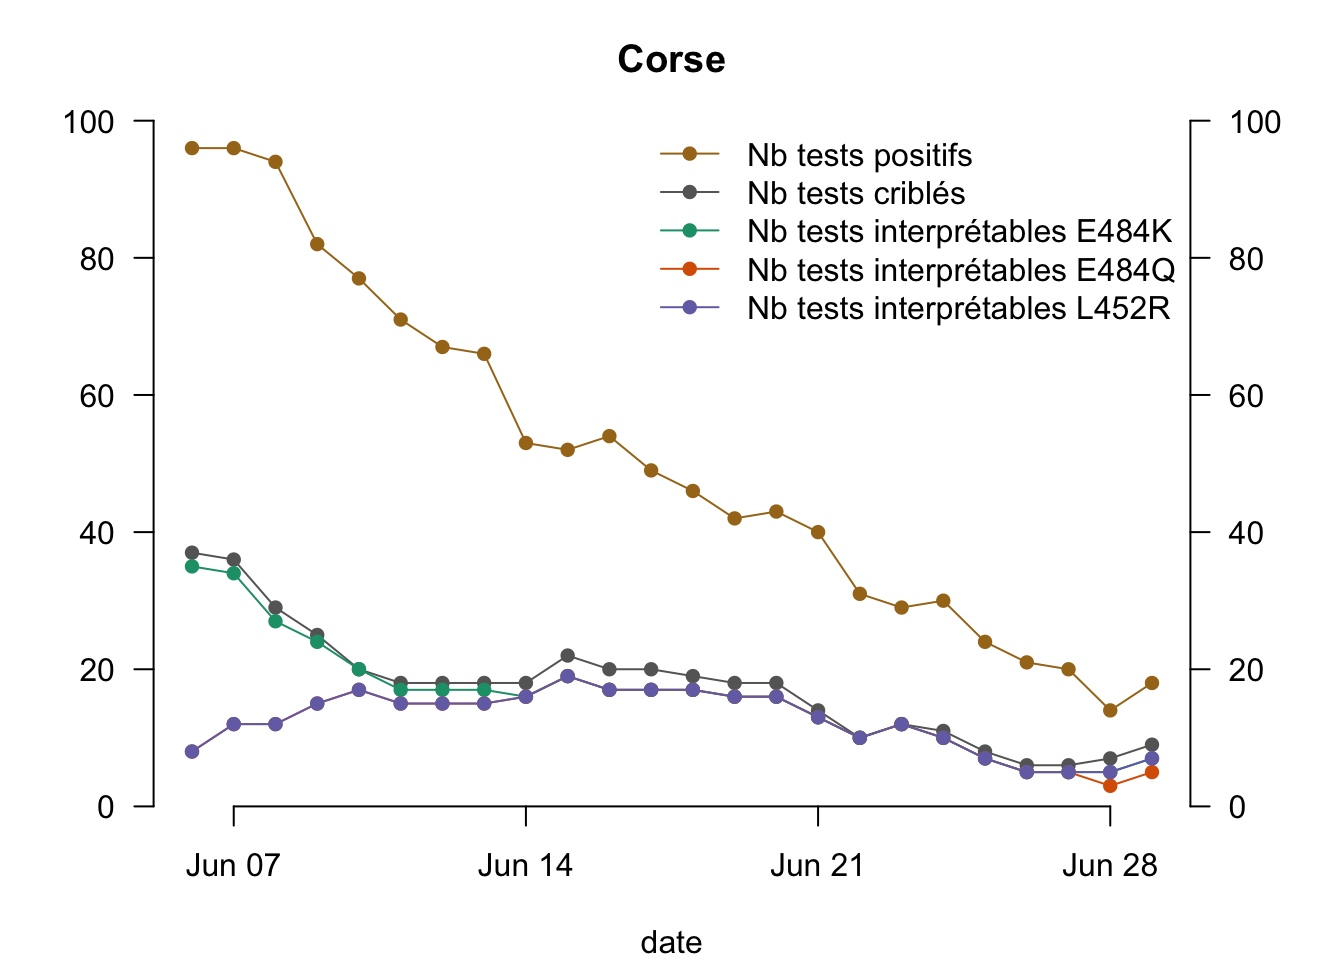 Corse
100
80
60
40
20
0
100
80
60
40
20
0
Nb tests positifs
Nb tests criblés
Nb tests interprétables E484K
Nb tests interprétables E484Q
Nb tests interprétables L452R
Jun 07
Jun 14
Jun 21
Jun 28
date